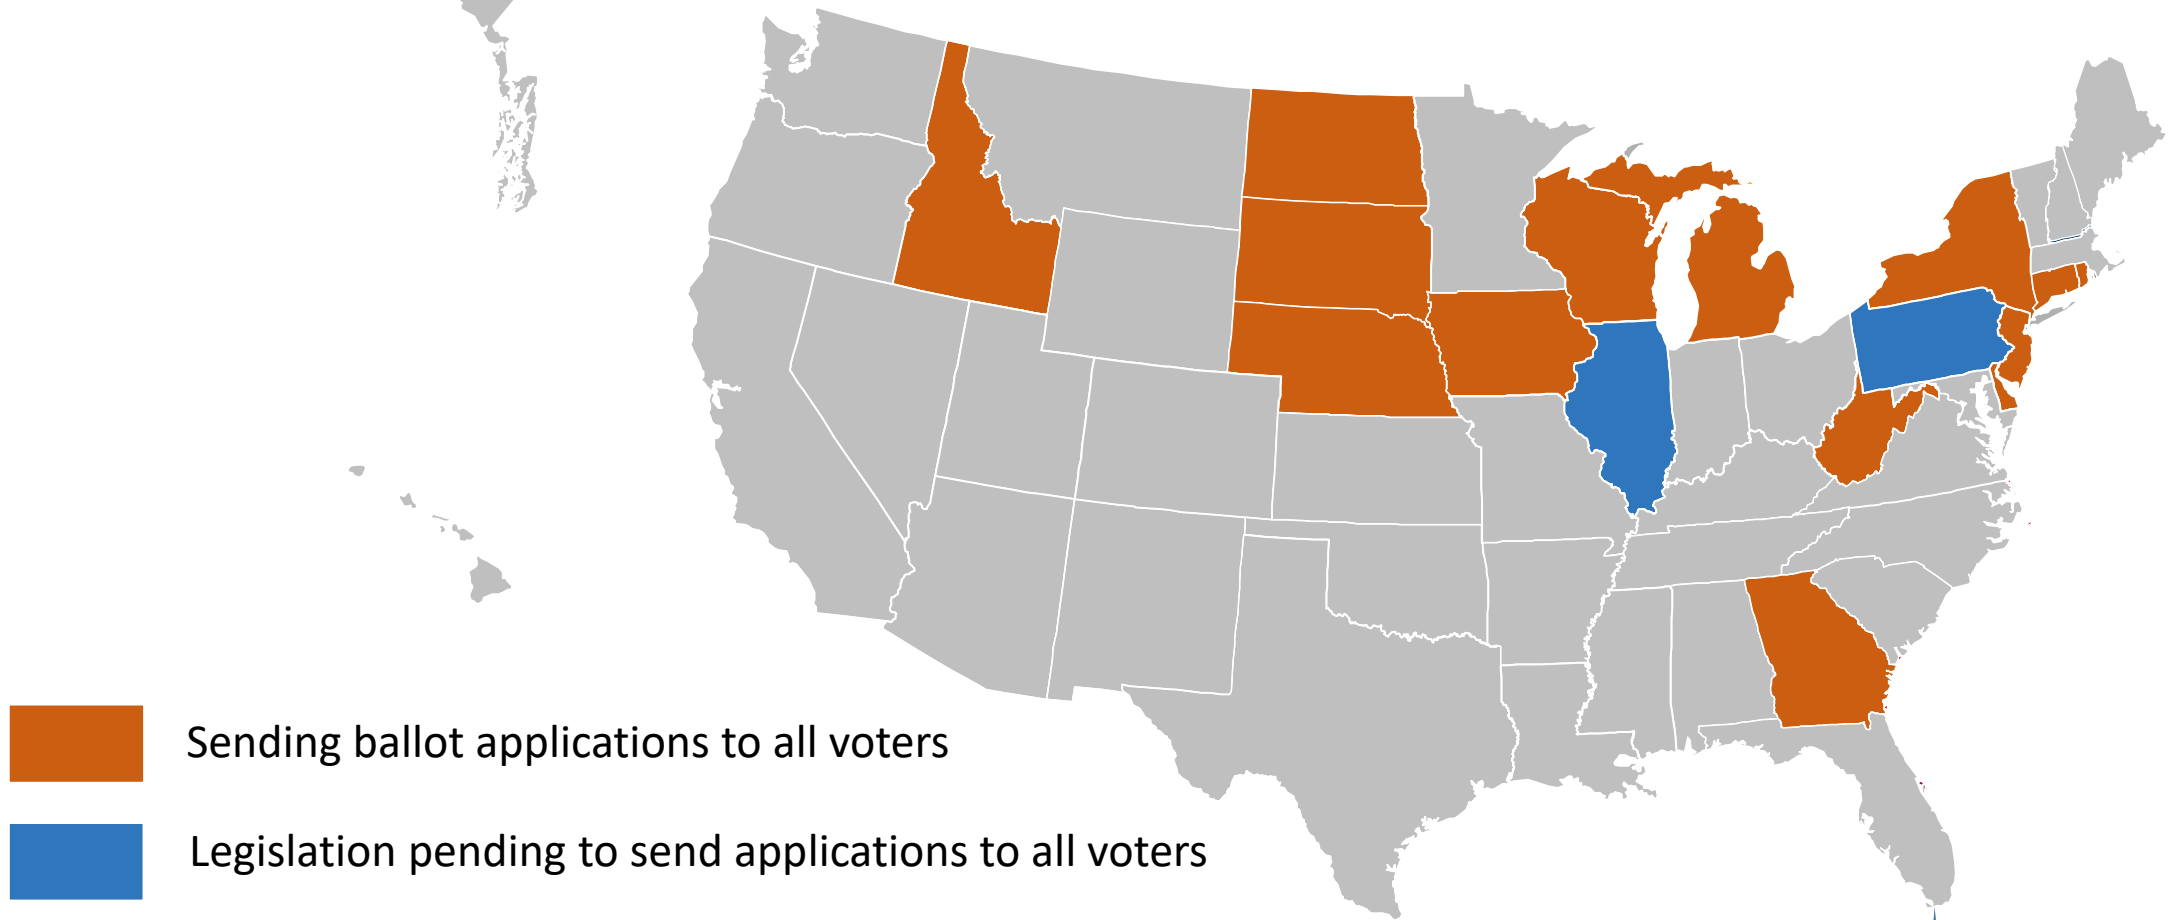 Sending ballot applications to all voters
Legislation pending to send applications to all voters